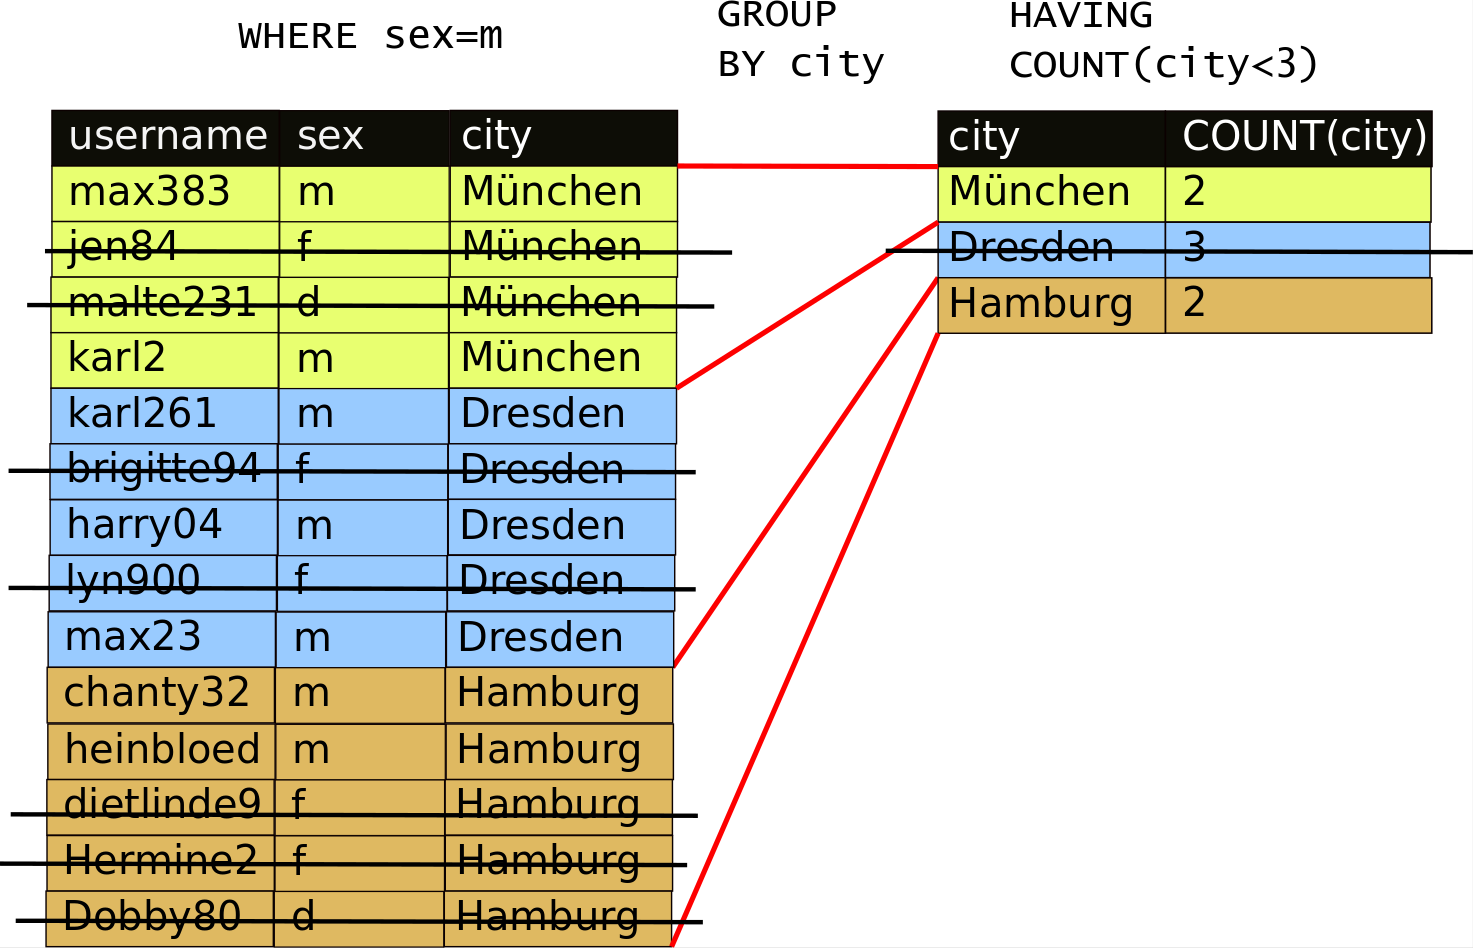 WHERE sex=m
GROUP
BY city
HAVING
COUNT(city<3)
username sex city
max383 m München
jen84 f München
malte231 d München
karl2 m München
karl261 m Dresden
brigitte94 f Dresden
harry04 m Dresden
lyn900 f Dresden
max23 m Dresden
chanty32 m Hamburg
heinbloed m Hamburg
dietlinde9 f Hamburg
Hermine2 f Hamburg
Dobby80 d Hamburg
city COUNT(city)
München 2
Dresden 3
Hamburg 2